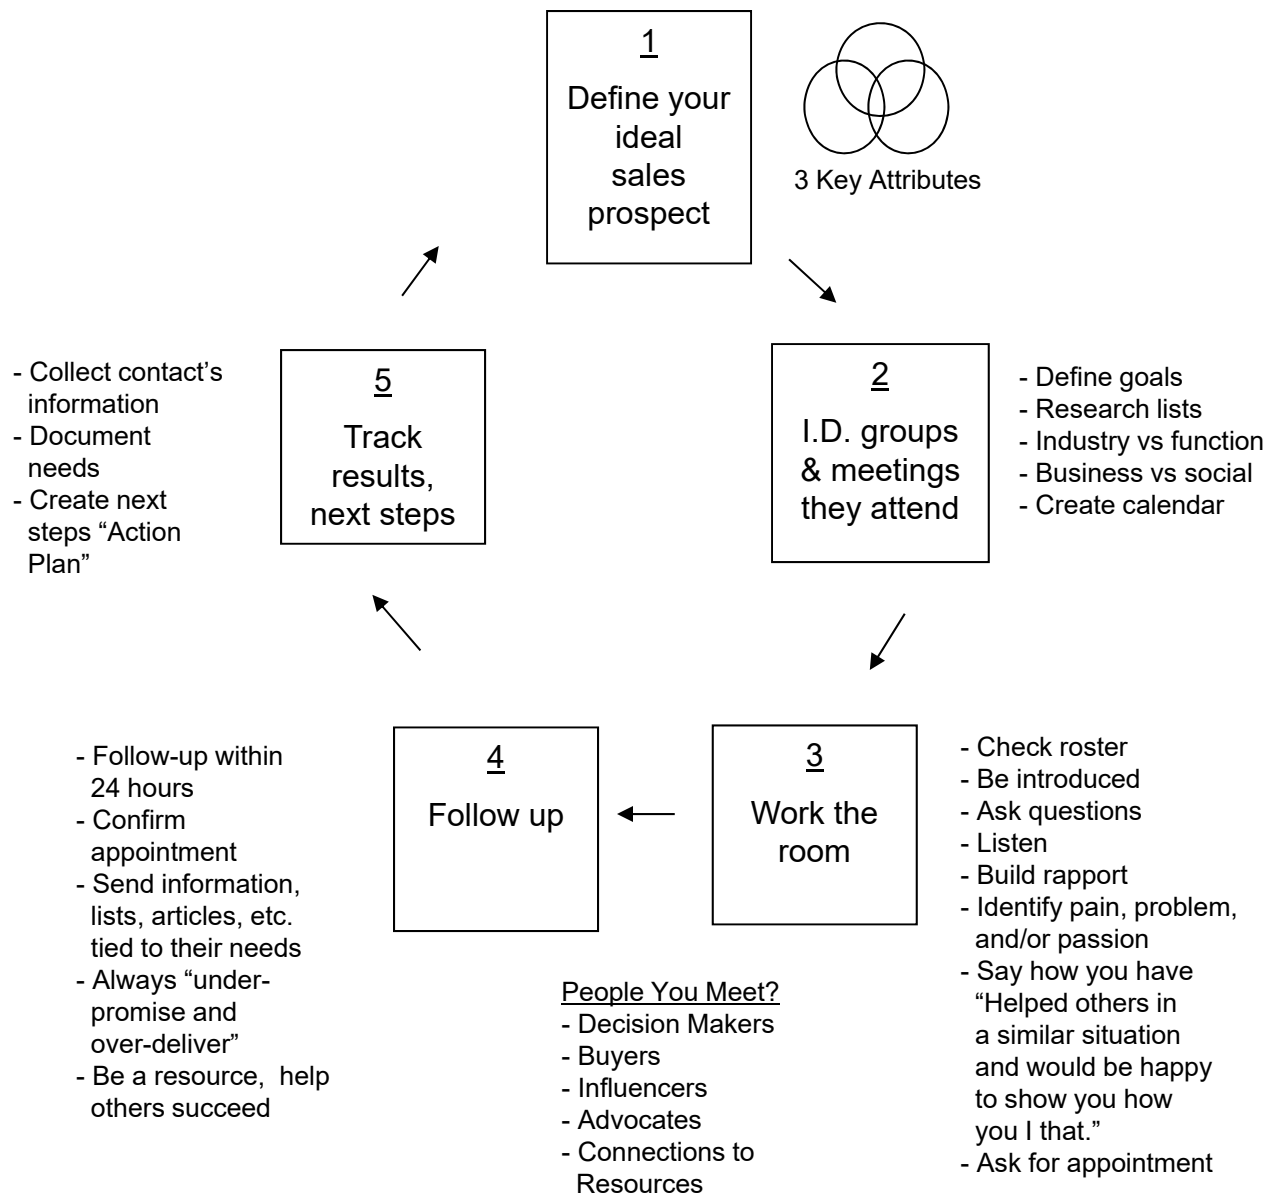 1
Define your
ideal
sales
prospect
3 Key Attributes
2
I.D. groups
& meetings
they attend
- Define goals
- Research lists
- Industry vs function
- Business vs social
- Create calendar
3
Work the
room
- Check roster
- Be introduced
- Ask questions
- Listen
- Build rapport
- Identify pain, problem,
and/or passion
- Say how you have
“Helped others in
a similar situation
and would be happy
to show you how
you I that.”
- Ask for appointment
People You Meet?
- Decision Makers
- Buyers
- Influencers
- Advocates
- Connections to
Resources
4
Follow up
- Follow-up within
24 hours
- Confirm
appointment
- Send information,
lists, articles, etc.
tied to their needs
- Always “under-
promise and
over-deliver”
- Be a resource,  help
others succeed
5
Track
results,
next steps
- Collect contact’s
information
- Document
needs
- Create next
steps “Action
Plan”